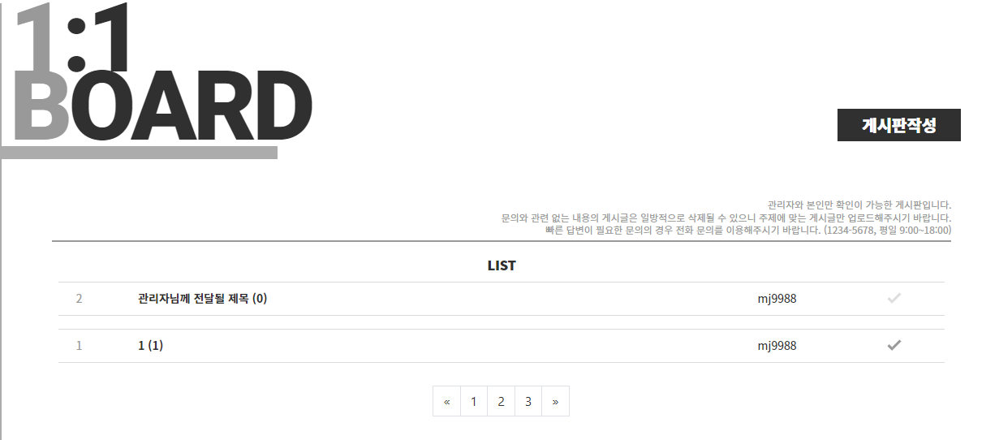 1:1
BOARD
게시판작성
관리자와 본인만 확인이 가능한 게시판입니다.
문의와 관련 없는 내용의 게시글은 일방적으로 삭제될 수 있으니 주제에 맞는 게시글만 업로드해주시기 바랍니다.
빠른 답변이 필요한 문의의 경우 전화 문의를 이용해주시기 바랍니다. (1234-5678, 평일 9:00~18:00)
LIST
2 관리자님께 전달될 제목 (0) mj9988
1 1 (1) mj9988
« 1 2 3 »